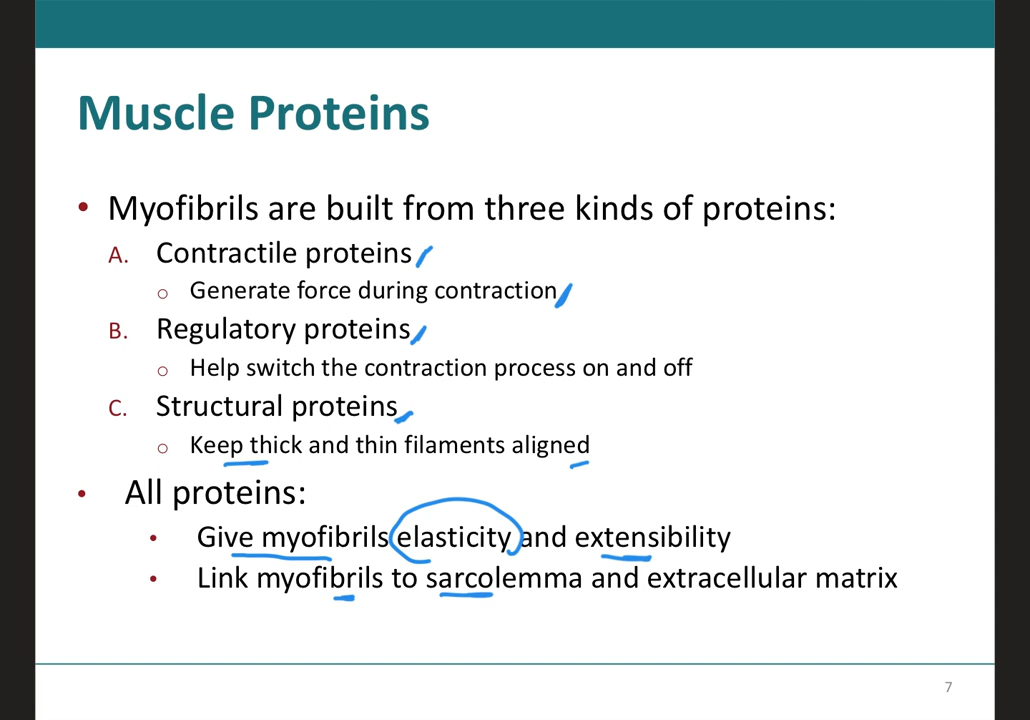 Muscle Proteins
• Myofibrils are built from three kinds of proteins:
A. Contractile proteins
o Generate force during contraction
B. Regulatory proteins
o Help switch the contraction process on and off
C. Structural proteins
o Keep thick and thin filaments aligned
• All proteins:
• Give myofibrils elasticity and extensibility
• Link myofibrils to sarcolemma and extracellular matrix
7